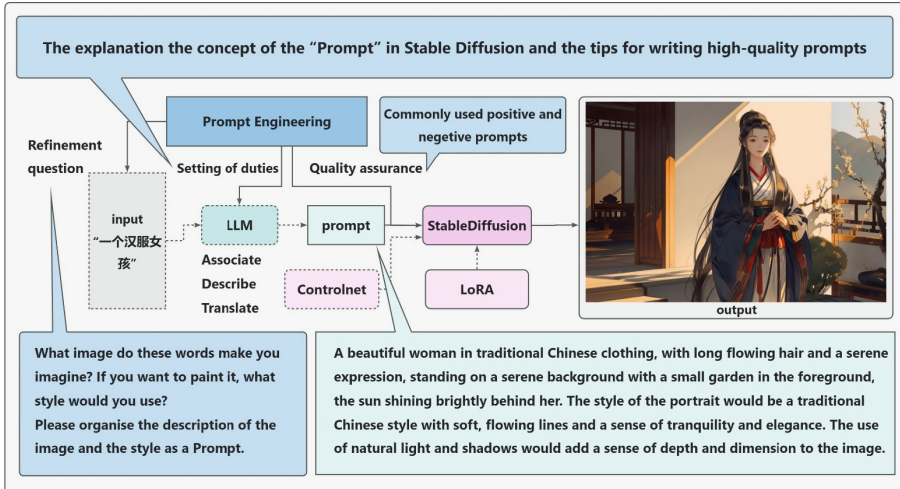 The explanation the concept of the “Prompt” in Stable Diffusion and the tips for writing high-quality prompts
Prompt Engineering
Commonly used positive and
negetive prompts
Refinement
question
Setting of duties
Quality assurance
input
“一个汉服女
孩”
LLM
prompt
StableDiffusion
Associate
Describe
Translate
Controlnet
LoRA
output
What image do these words make you
imagine? If you want to paint it, what
style would you use?
Please organise the description of the
image and the style as a Prompt.
A beautiful woman in traditional Chinese clothing, with long flowing hair and a serene
expression, standing on a serene background with a small garden in the foreground,
the sun shining brightly behind her. The style of the portrait would be a traditional
Chinese style with soft, flowing lines and a sense of tranquility and elegance. The use
of natural light and shadows would add a sense of depth and dimension to the image.